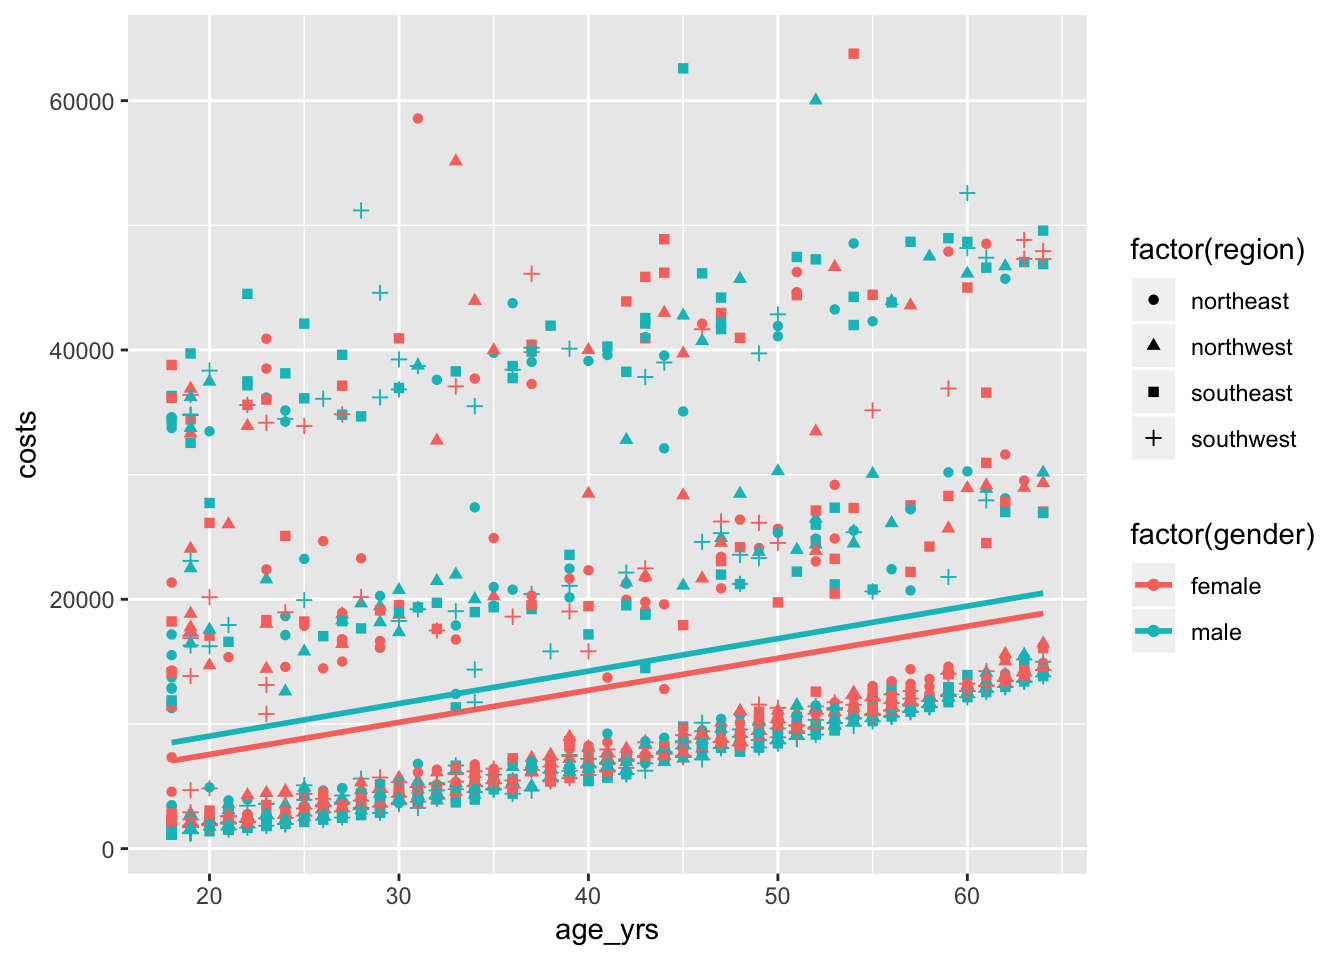 60000
40000
20000
0
costs
20
30
40
50
60
age_yrs
factor(region)
northeast
northwest
southeast
southwest
factor(gender)
female
male